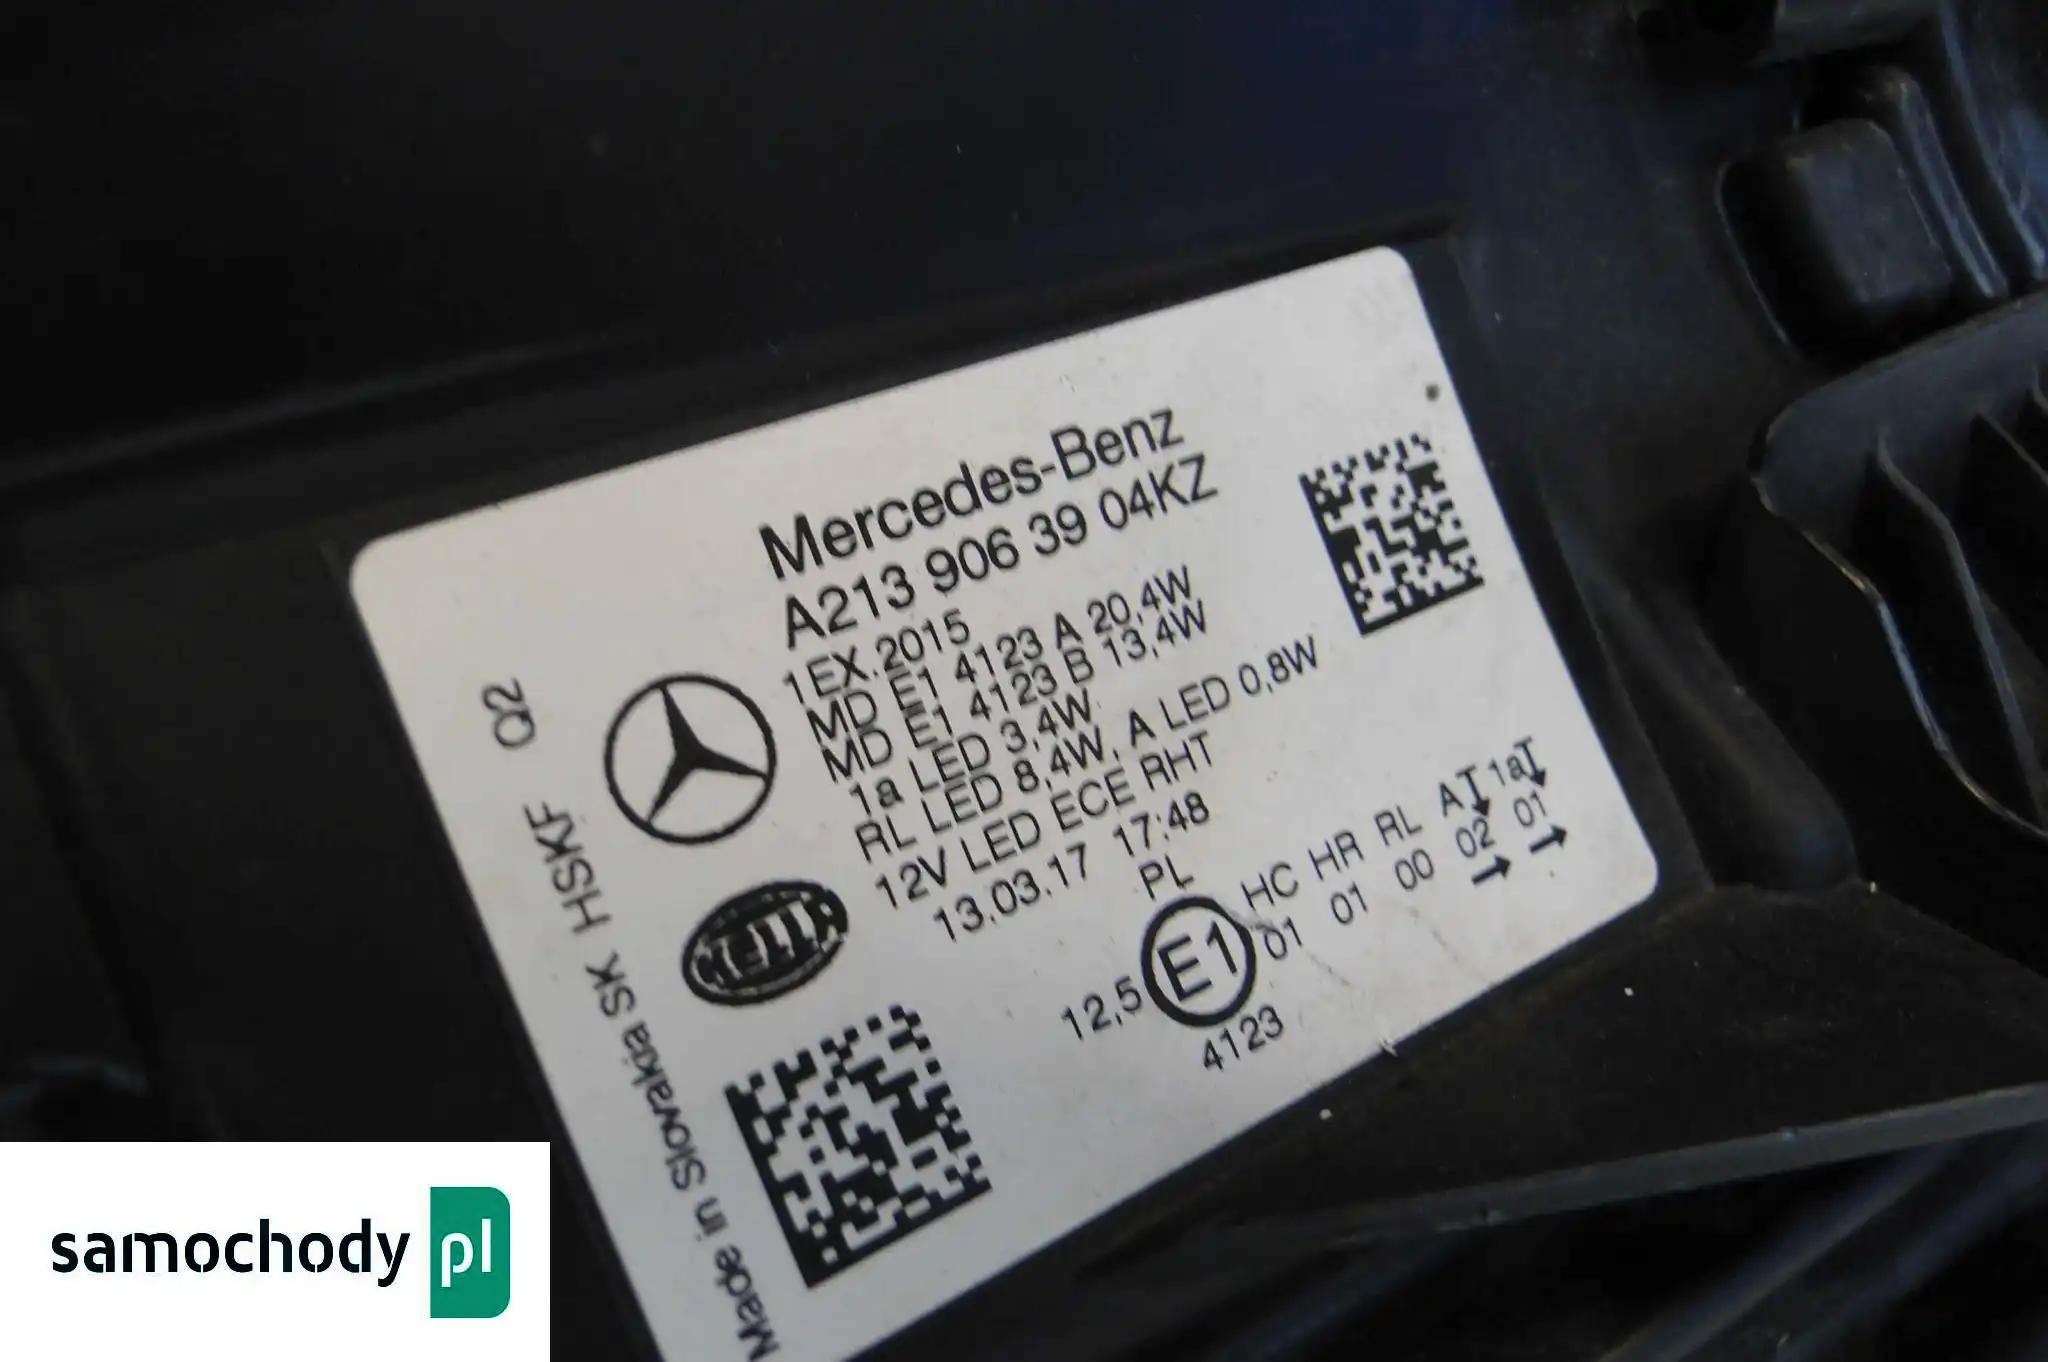 Mercedes-Benz
A213 906 39 04KZ
1EX.2015
MD E1 4123 A 20,4W
MD E1 4123 B 13,4W
1a LED 3,4W
RL LED 8,4W, A LED 0,8W
12V LED ECE RHT
13.03.17 17:48
PL
HC HR RL A 1a
12,5 E1 01 01 00 02 01
4123
HELLA
Made in Slovakia SK HSKF Q2
samochody pl